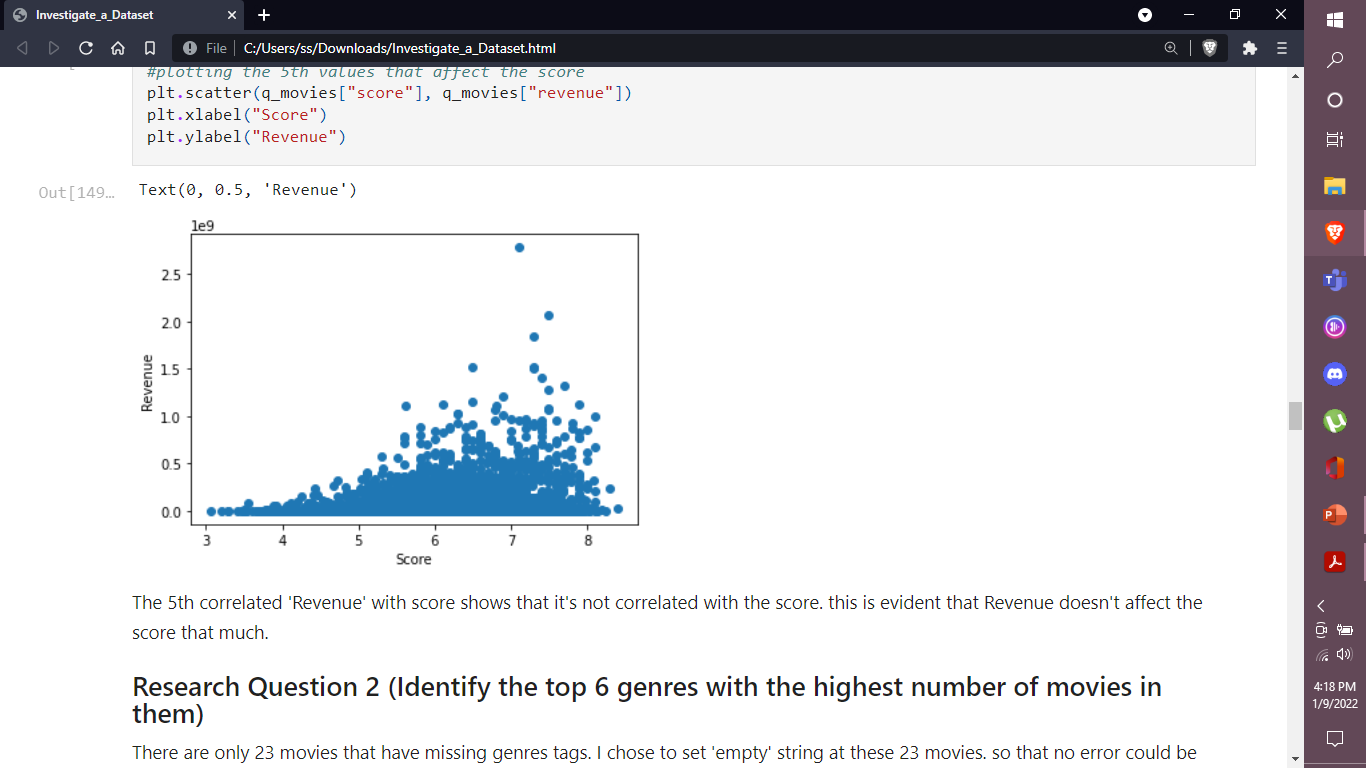 Investigate_a_Dataset
File
C:/Users/ss/Downloads/Investigate_a_Dataset.html
#plotting the 5th values that affect the score
plt.scatter(q_movies["score"], q_movies["revenue"])
plt.xlabel("Score")
plt.ylabel("Revenue")
Out[149…
Text(0, 0.5, 'Revenue')
1e9
2.5
2.0
1.5
1.0
0.5
0.0
Revenue
3 4 5 6 7 8
Score
The 5th correlated 'Revenue' with score shows that it's not correlated with the score. this is evident that Revenue doesn't affect the
score that much.
Research Question 2 (Identify the top 6 genres with the highest number of movies in
them)
There are only 23 movies that have missing genres tags. I chose to set 'empty' string at these 23 movies. so that no error could be
4:18 PM
1/9/2022